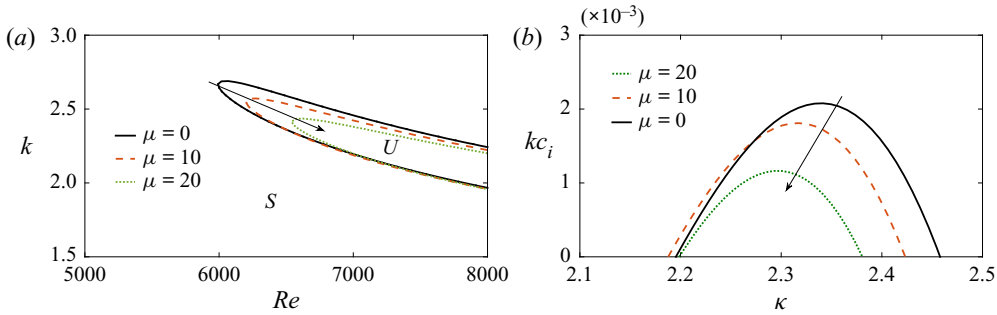 (a)
3.0
2.5
2.0
1.5
k
μ = 0
μ = 10
μ = 20
U
S
5000 6000 7000 8000
Re
(b)
(×10⁻³)
3
2
1
0
kcᵢ
μ = 20
μ = 10
μ = 0
2.1 2.2 2.3 2.4 2.5
κ